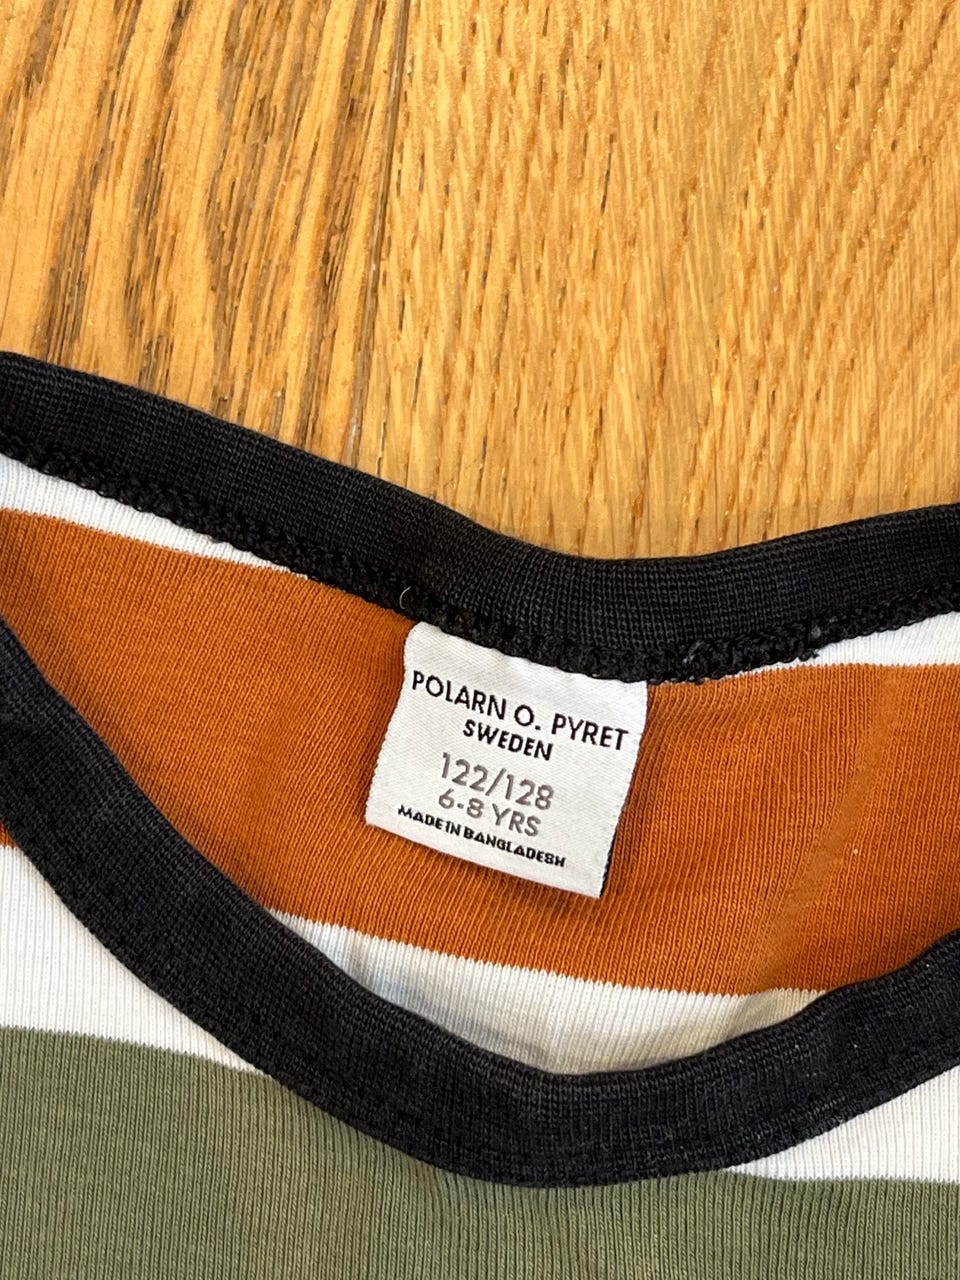 POLARN O. PYRET
SWEDEN
122/128
6-8 YRS
MADE IN BANGLADESH